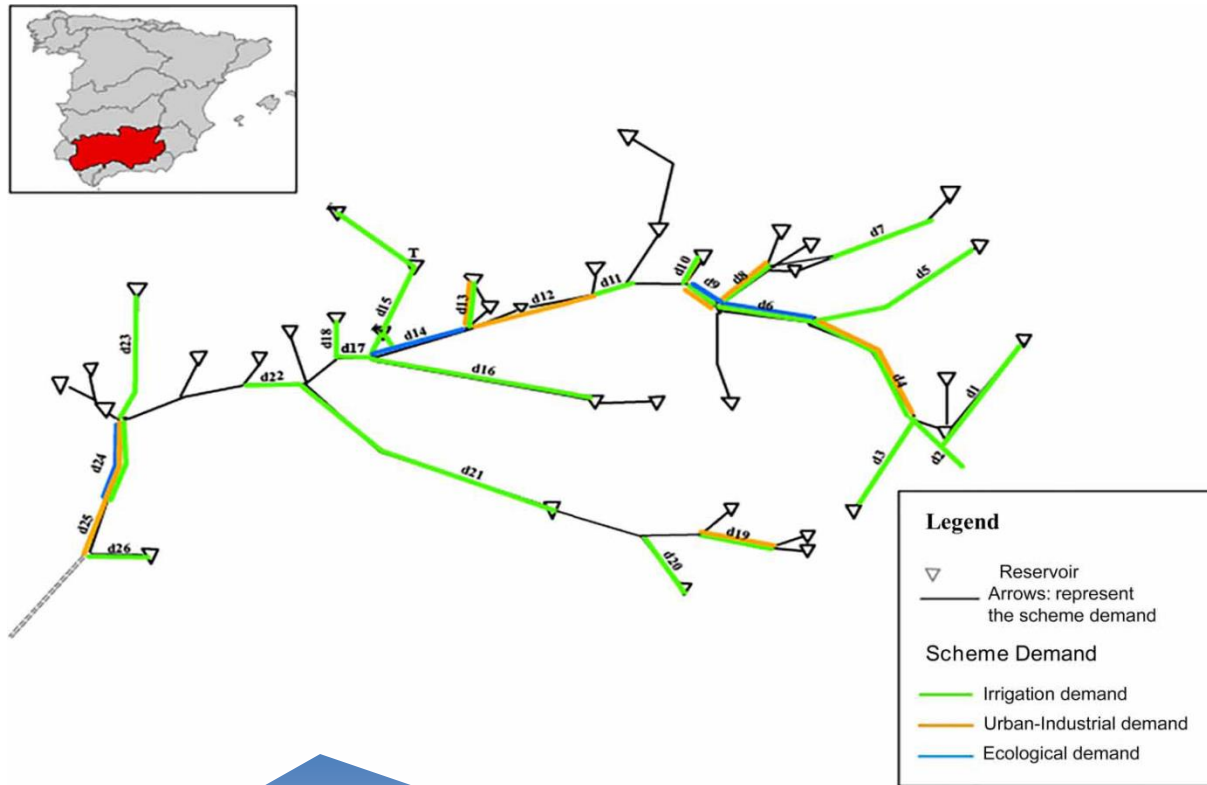 d7
d10
d5
d9
d8
T
d11
d12
d13
d6
d15
d14
d23
d18
d17
d16
d22
d4
d1
d3
d2
d24
d21
d25
d19
d26
d20
Legend
Reservoir
Arrows: represent
the scheme demand
Scheme Demand
Irrigation demand
Urban-Industrial demand
Ecological demand